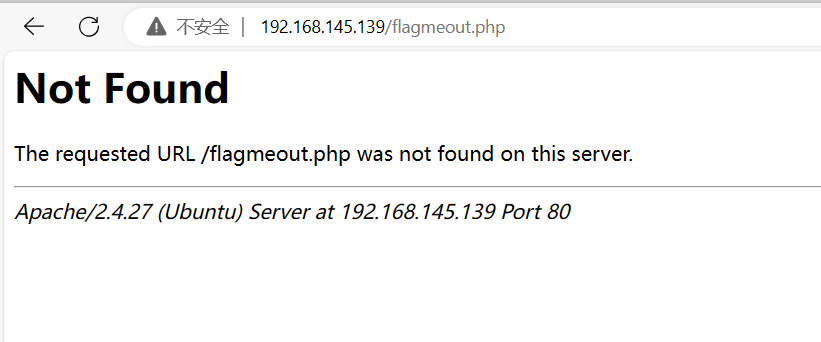 不安全 | 192.168.145.139/flagmeout.php
Not Found
The requested URL /flagmeout.php was not found on this server.
Apache/2.4.27 (Ubuntu) Server at 192.168.145.139 Port 80